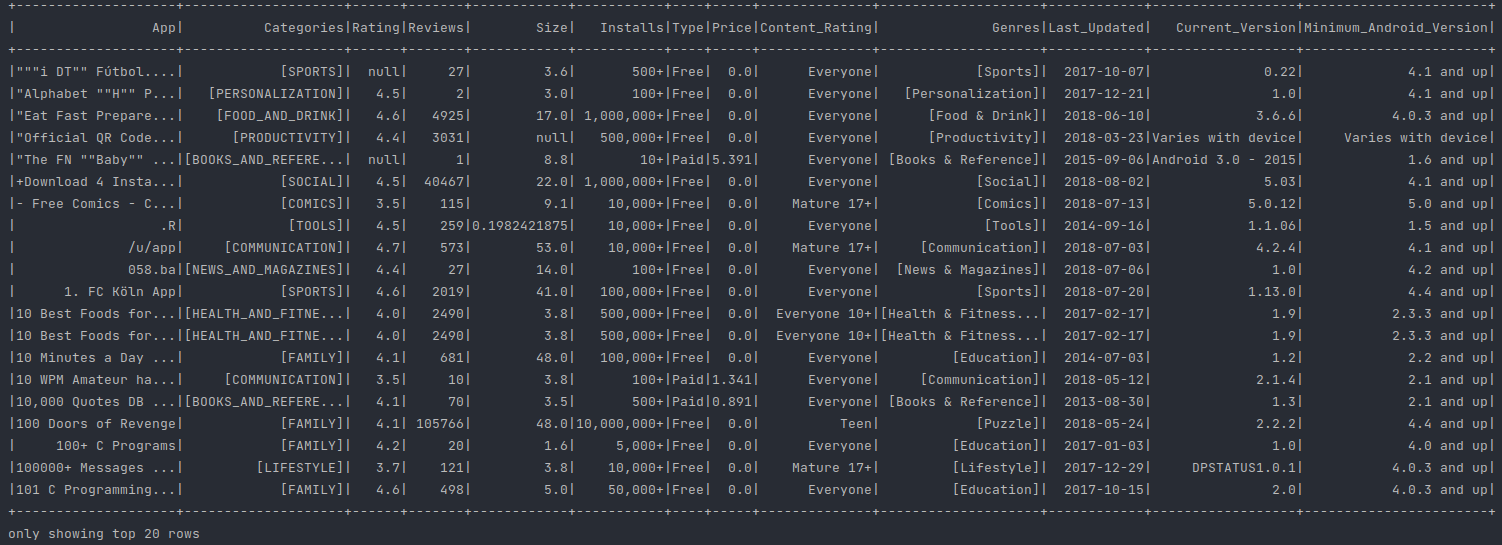 +--------------------+--------------------+------+-------+------------+-----------+----+-----+--------------+--------------------+------------+------------------+-----------------------+
|                 App|          Categories|Rating|Reviews|        Size|   Installs|Type|Price|Content_Rating|              Genres|Last_Updated|   Current_Version|Minimum_Android_Version|
+--------------------+--------------------+------+-------+------------+-----------+----+-----+--------------+--------------------+------------+------------------+-----------------------+
|"""i DT"" Fútbol....|            [SPORTS]|  null|     27|         3.6|       500+|Free|  0.0|      Everyone|            [Sports]|  2017-10-07|              0.22|             4.1 and up|
|"Alphabet ""H"" P...|   [PERSONALIZATION]|   4.5|      2|         3.0|       100+|Free|  0.0|      Everyone|   [Personalization]|  2017-12-21|               1.0|             4.1 and up|
|"Eat Fast Prepare...|    [FOOD_AND_DRINK]|   4.6|   4925|        17.0| 1,000,000+|Free|  0.0|      Everyone|      [Food & Drink]|  2018-06-10|             3.6.6|           4.0.3 and up|
|"Official QR Code...|      [PRODUCTIVITY]|   4.4|   3031|        null|   500,000+|Free|  0.0|      Everyone|      [Productivity]|  2018-03-23|Varies with device|     Varies with device|
|"The FN ""Baby"" ...|[BOOKS_AND_REFERE...|  null|      1|         8.8|        10+|Paid|5.391|      Everyone| [Books & Reference]|  2015-09-06|Android 3.0 - 2015|             1.6 and up|
|+Download 4 Insta...|            [SOCIAL]|   4.5|  40467|        22.0| 1,000,000+|Free|  0.0|      Everyone|            [Social]|  2018-08-02|              5.03|             4.1 and up|
|- Free Comics - C...|            [COMICS]|   3.5|    115|         9.1|    10,000+|Free|  0.0|    Mature 17+|            [Comics]|  2018-07-13|            5.0.12|             5.0 and up|
|                  .R|             [TOOLS]|   4.5|    259|0.1982421875|    10,000+|Free|  0.0|      Everyone|             [Tools]|  2014-09-16|            1.1.06|             1.5 and up|
|              /u/app|     [COMMUNICATION]|   4.7|    573|        53.0|    10,000+|Free|  0.0|    Mature 17+|     [Communication]|  2018-07-03|             4.2.4|             4.1 and up|
|              058.ba|[NEWS_AND_MAGAZINES]|   4.4|     27|        14.0|       100+|Free|  0.0|      Everyone|  [News & Magazines]|  2018-07-06|               1.0|             4.2 and up|
|      1. FC Köln App|            [SPORTS]|   4.6|   2019|        41.0|   100,000+|Free|  0.0|      Everyone|            [Sports]|  2018-07-20|            1.13.0|             4.4 and up|
|10 Best Foods for...|[HEALTH_AND_FITNE...|   4.0|   2490|         3.8|   500,000+|Free|  0.0|  Everyone 10+|[Health & Fitness...|  2017-02-17|               1.9|           2.3.3 and up|
|10 Best Foods for...|[HEALTH_AND_FITNE...|   4.0|   2490|         3.8|   500,000+|Free|  0.0|  Everyone 10+|[Health & Fitness...|  2017-02-17|               1.9|           2.3.3 and up|
|10 Minutes a Day ...|            [FAMILY]|   4.1|    681|        48.0|   100,000+|Free|  0.0|      Everyone|         [Education]|  2014-07-03|               1.2|             2.2 and up|
|10 WPM Amateur ha...|     [COMMUNICATION]|   3.5|     10|         3.8|       100+|Paid|1.341|      Everyone|     [Communication]|  2018-05-12|             2.1.4|             2.1 and up|
|10,000 Quotes DB ...|[BOOKS_AND_REFERE...|   4.1|     70|         3.5|       500+|Paid|0.891|      Everyone| [Books & Reference]|  2013-08-30|               1.3|             2.1 and up|
|100 Doors of Revenge|            [FAMILY]|   4.1| 105766|        48.0|10,000,000+|Free|  0.0|          Teen|            [Puzzle]|  2018-05-24|             2.2.2|             4.4 and up|
|     100+ C Programs|            [FAMILY]|   4.2|     20|         1.6|     5,000+|Free|  0.0|      Everyone|         [Education]|  2017-01-03|               1.0|             4.0 and up|
|100000+ Messages ...|         [LIFESTYLE]|   3.7|    121|         3.8|    10,000+|Free|  0.0|    Mature 17+|         [Lifestyle]|  2017-12-29|     DPSTATUS1.0.1|           4.0.3 and up|
|101 C Programming...|            [FAMILY]|   4.6|    498|         5.0|    50,000+|Free|  0.0|      Everyone|         [Education]|  2017-10-15|               2.0|           4.0.3 and up|
+--------------------+--------------------+------+-------+------------+-----------+----+-----+--------------+--------------------+------------+------------------+-----------------------+
only showing top 20 rows